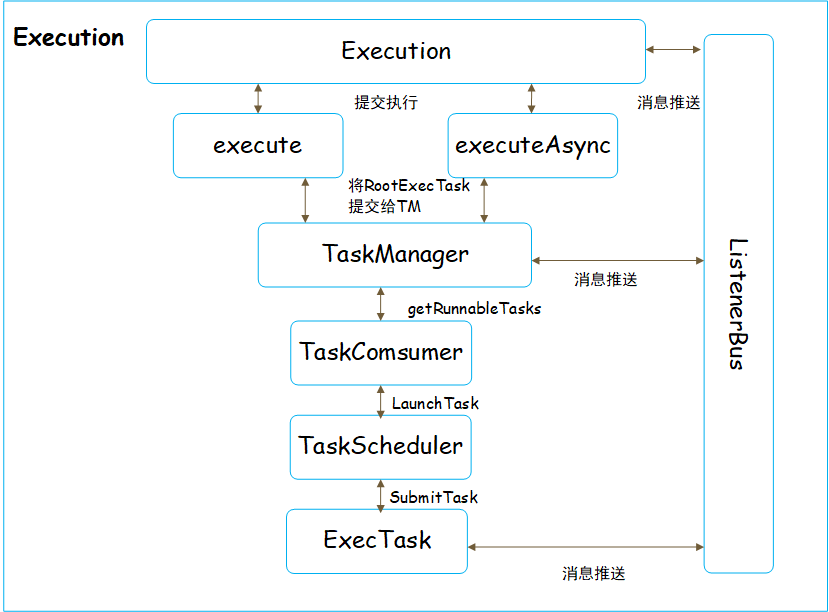 Execution
Execution
提交执行
消息推送
execute
executeAsync
将RootExecTask
提交给TM
TaskManager
消息推送
ListenerBus
getRunnableTasks
TaskComsumer
LaunchTask
TaskScheduler
SubmitTask
ExecTask
消息推送